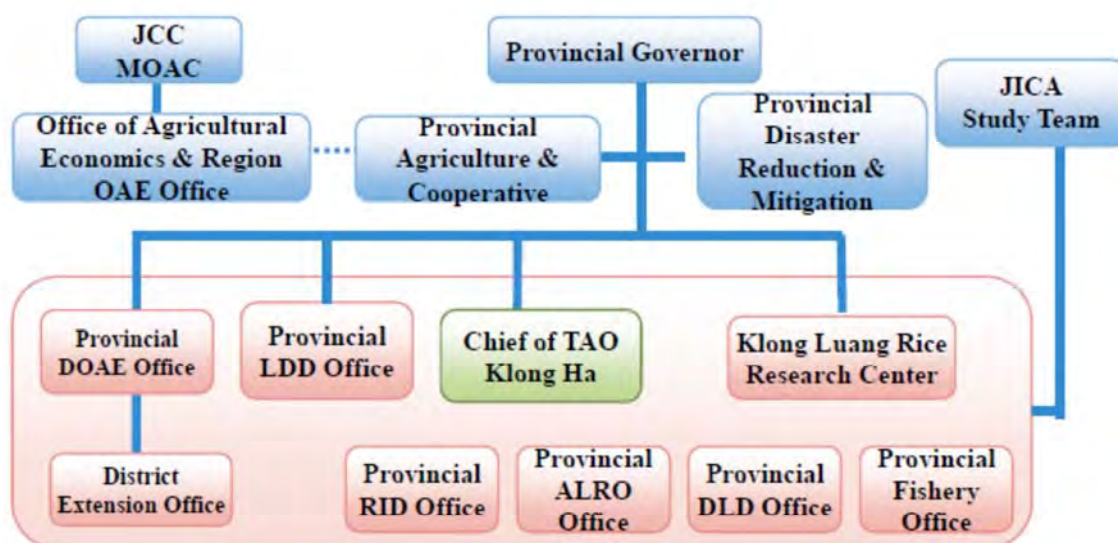 JCC
MOAC
Provincial Governor
JICA
Study Team
Office of Agricultural
Economics & Region
OAE Office
Provincial
Agriculture &
Cooperative
Provincial
Disaster
Reduction &
Mitigation
Provincial
DOAE Office
Provincial
LDD Office
Chief of TAO
Klong Ha
Klong Luang Rice
Research Center
District
Extension Office
Provincial
RID Office
Provincial
ALRO
Office
Provincial
DLD Office
Provincial
Fishery
Office